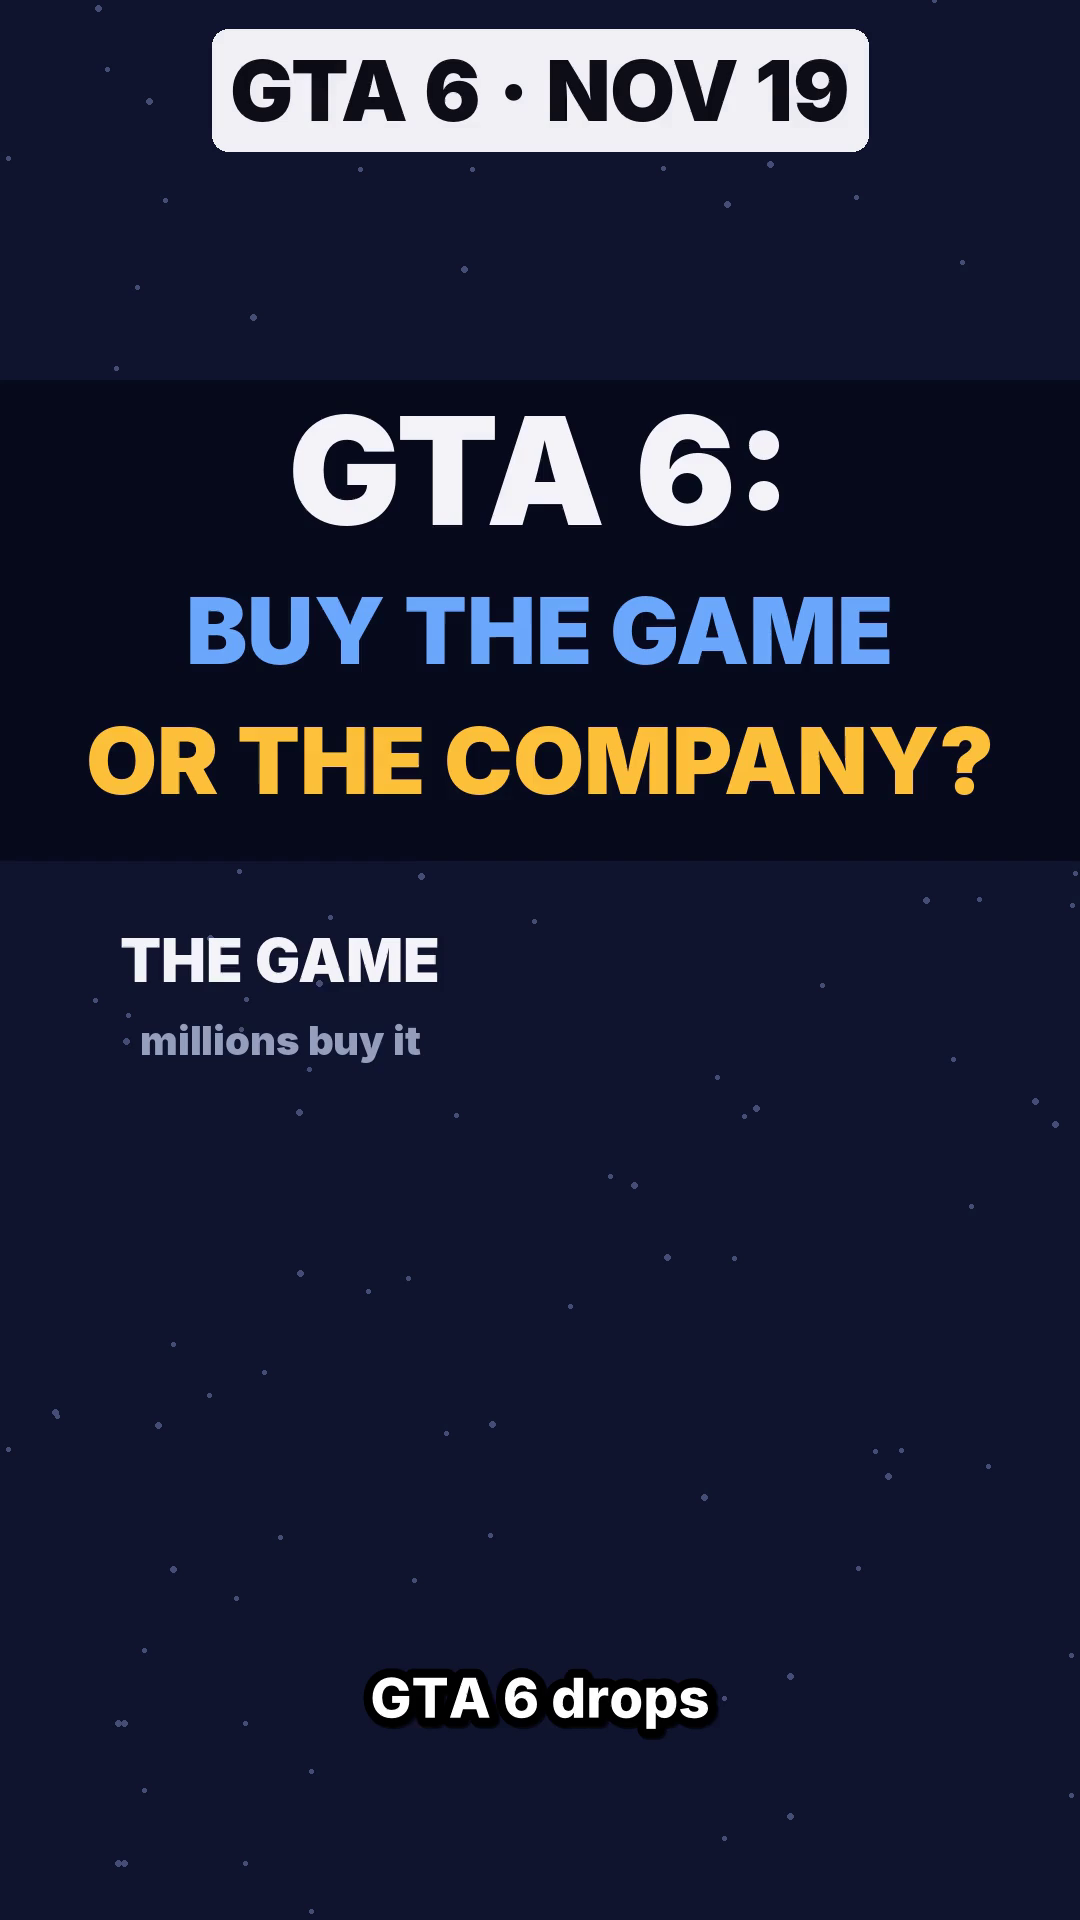 GTA 6 · NOV 19
GTA 6:
BUY THE GAME
OR THE COMPANY?
THE GAME
millions buy it
GTA 6 drops